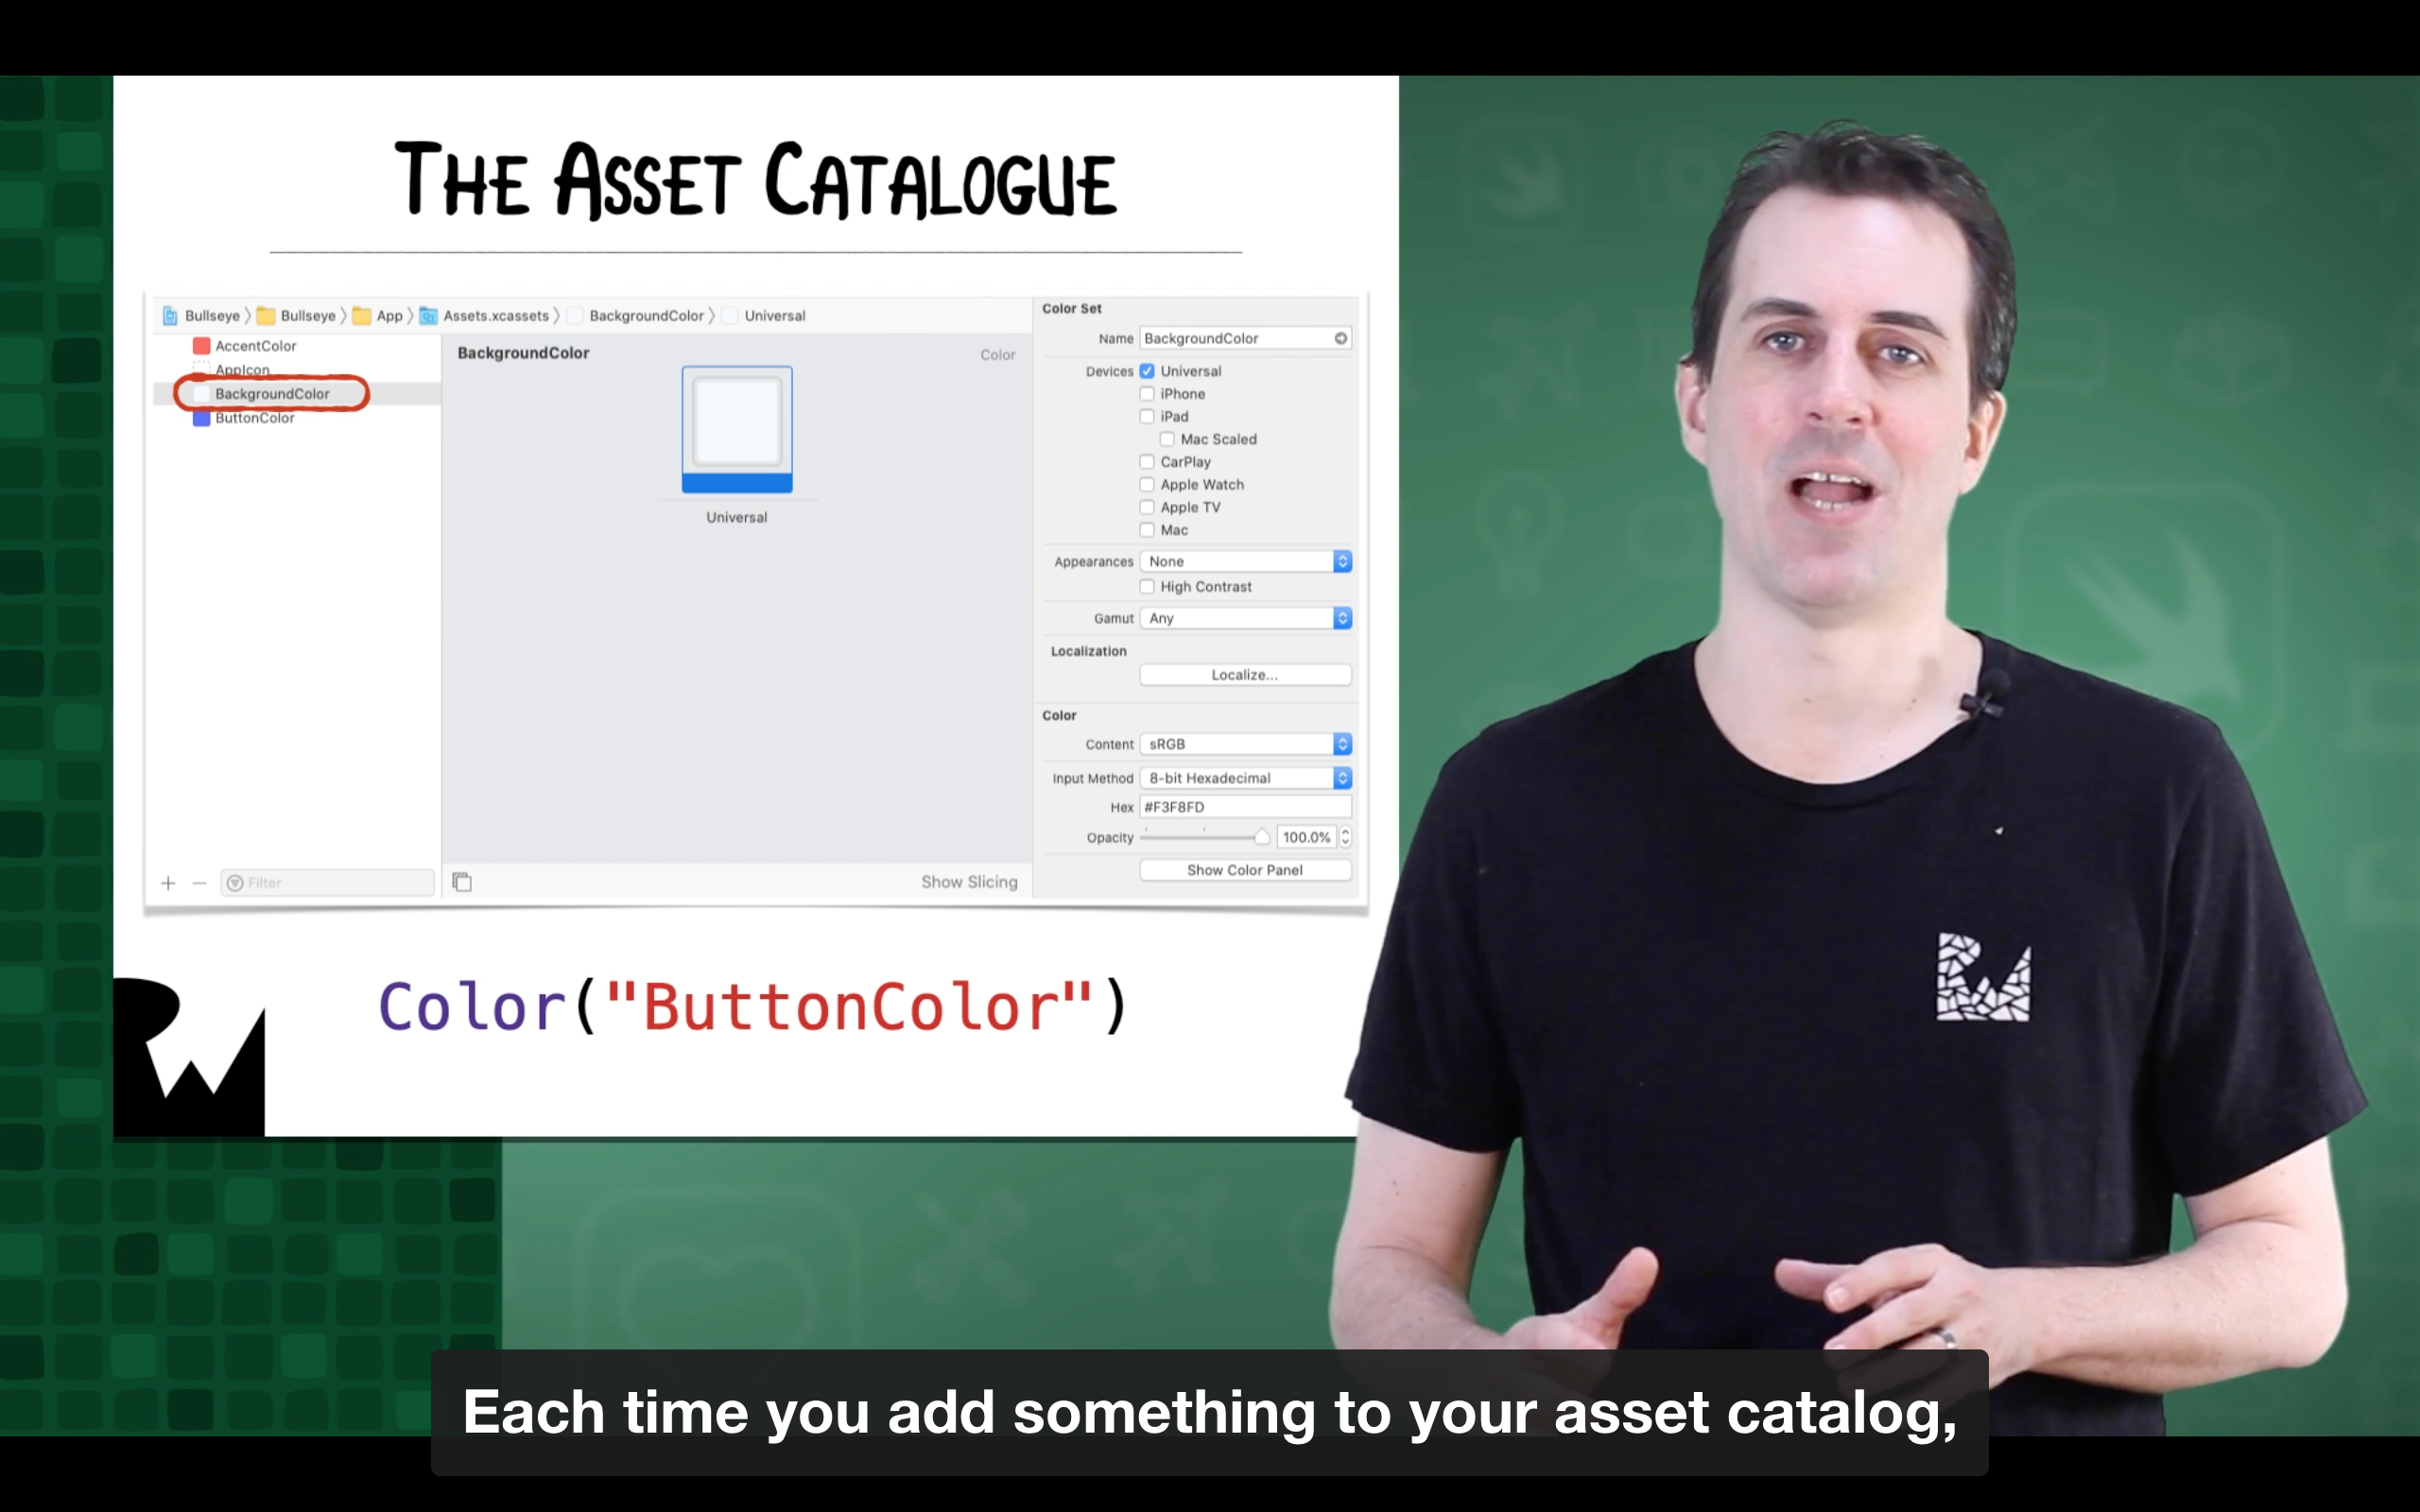 THE ASSET CATALOGUE
Bullseye 〉 Bullseye 〉 App 〉 Assets.xcassets 〉 BackgroundColor 〉 Universal
AccentColor
AppIcon
BackgroundColor
ButtonColor
Filter
BackgroundColor
Color
Universal
Show Slicing
Color Set
Name BackgroundColor
Devices Universal
iPhone
iPad
Mac Scaled
CarPlay
Apple Watch
Apple TV
Mac
Appearances None
High Contrast
Gamut Any
Localization
Localize...
Color
Content sRGB
Input Method 8-bit Hexadecimal
Hex #F3F8FD
Opacity 100.0%
Show Color Panel
Color("ButtonColor")
RW
RW
Each time you add something to your asset catalog,